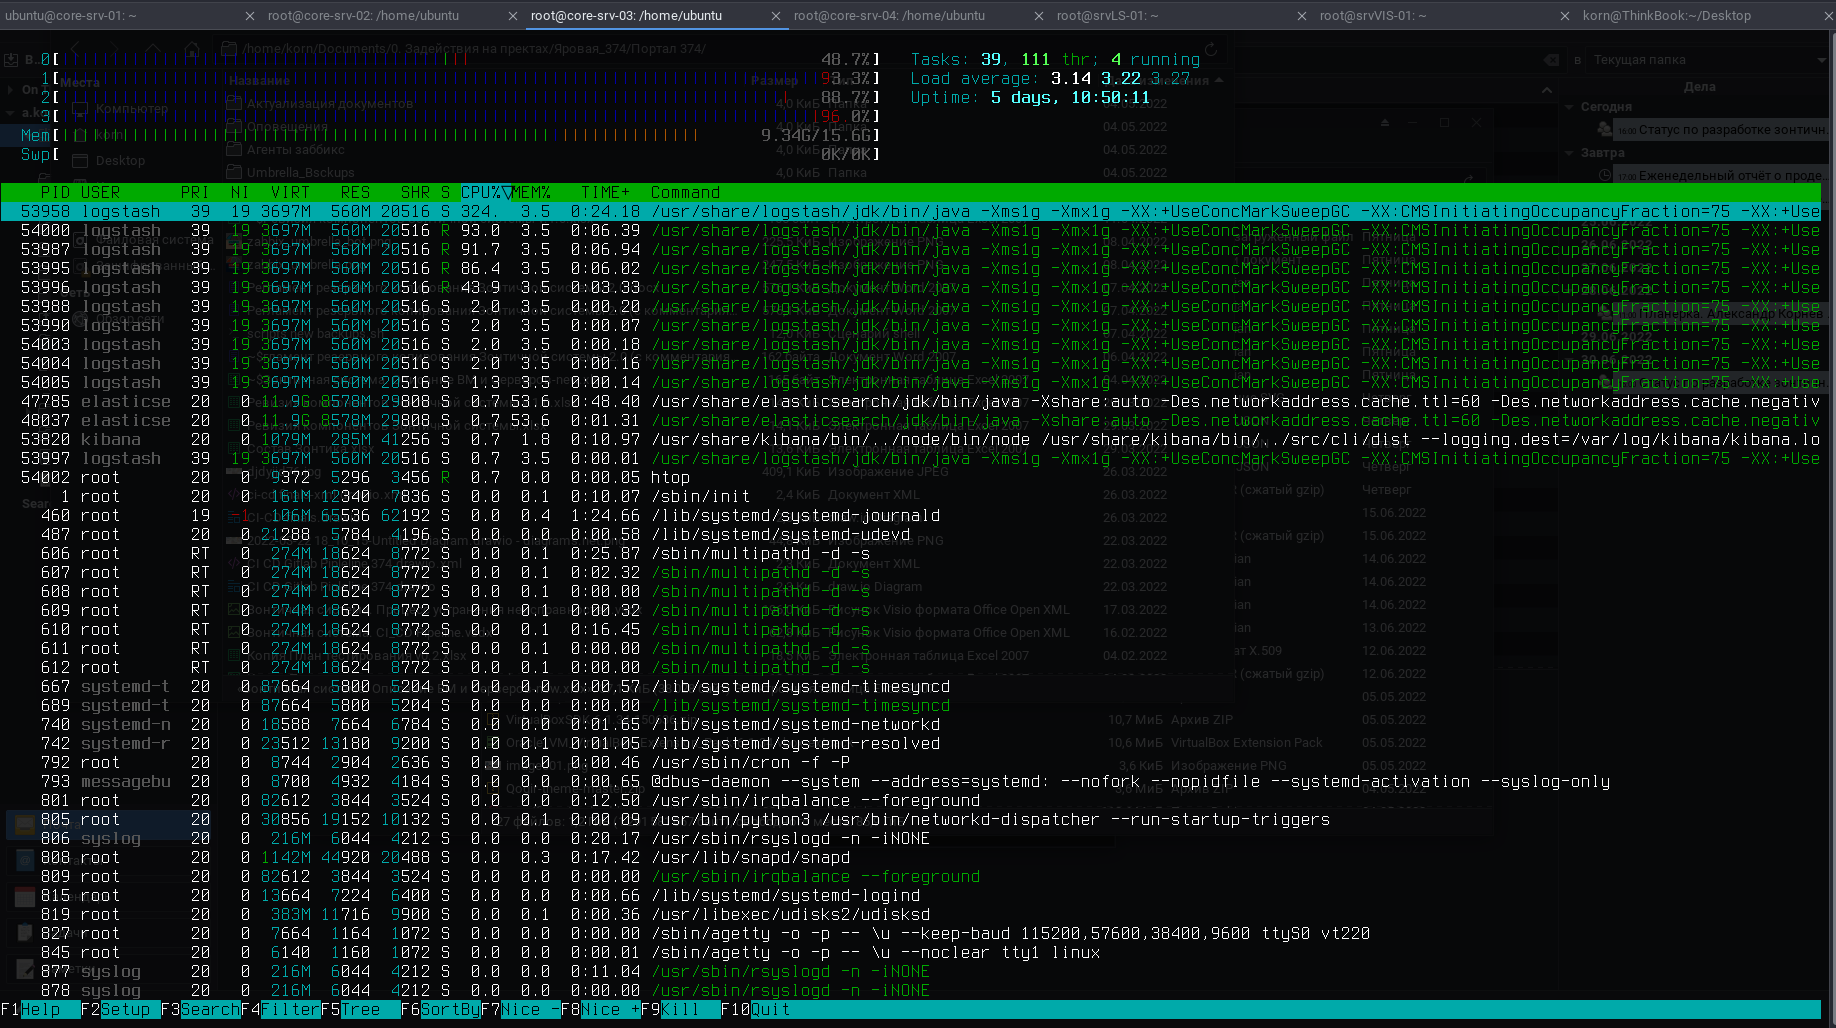 ubuntu@core-srv-01: ~ root@core-srv-02: /home/ubuntu root@core-srv-03: /home/ubuntu root@core-srv-04: /home/ubuntu root@srvLS-01: ~ root@srvVIS-01: ~ korn@ThinkBook:~/Desktop
/home/korn/Documents/0. Задействия на пректах/Яровая_374/Портал 374/
0[ 48.7%] Tasks: 39, 111 thr; 4 running
1[ 93.3%] Load average: 3.14 3.22 3.27
2[ 88.7%] Uptime: 5 days, 10:50:11
3[ 96.0%]
Mem[ 9.34G/15.6G]
Swp[ 0K/0K]
Места
Компьютер
korn
Desktop
Название Размер
Актуализация документов
Оповещения
Агенты заббикс
Umbrella_Bsckups
Текущая папка
Дела
Сегодня
16:00 Статус по разработке зонтичн...
Завтра
Еженедельный отчёт о проде...
PID USER PRI NI VIRT RES SHR S CPU%▽MEM% TIME+ Command
53958 logstash 39 19 3697M 560M 20516 S 324. 3.5 0:24.18 /usr/share/logstash/jdk/bin/java -Xms1g -Xmx1g -XX:+UseConcMarkSweepGC -XX:CMSInitiatingOccupancyFraction=75 -XX:+Use
54000 logstash 39 19 3697M 560M 20516 R 93.0 3.5 0:06.39 /usr/share/logstash/jdk/bin/java -Xms1g -Xmx1g -XX:+UseConcMarkSweepGC -XX:CMSInitiatingOccupancyFraction=75 -XX:+Use
53987 logstash 39 19 3697M 560M 20516 R 91.7 3.5 0:06.94 /usr/share/logstash/jdk/bin/java -Xms1g -Xmx1g -XX:+UseConcMarkSweepGC -XX:CMSInitiatingOccupancyFraction=75 -XX:+Use
53995 logstash 39 19 3697M 560M 20516 R 86.4 3.5 0:06.02 /usr/share/logstash/jdk/bin/java -Xms1g -Xmx1g -XX:+UseConcMarkSweepGC -XX:CMSInitiatingOccupancyFraction=75 -XX:+Use
53996 logstash 39 19 3697M 560M 20516 R 43.9 3.5 0:03.33 /usr/share/logstash/jdk/bin/java -Xms1g -Xmx1g -XX:+UseConcMarkSweepGC -XX:CMSInitiatingOccupancyFraction=75 -XX:+Use
53988 logstash 39 19 3697M 560M 20516 S 2.0 3.5 0:00.20 /usr/share/logstash/jdk/bin/java -Xms1g -Xmx1g -XX:+UseConcMarkSweepGC -XX:CMSInitiatingOccupancyFraction=75 -XX:+Use
53990 logstash 39 19 3697M 560M 20516 S 2.0 3.5 0:00.07 /usr/share/logstash/jdk/bin/java -Xms1g -Xmx1g -XX:+UseConcMarkSweepGC -XX:CMSInitiatingOccupancyFraction=75 -XX:+Use
54003 logstash 39 19 3697M 560M 20516 S 2.0 3.5 0:00.18 /usr/share/logstash/jdk/bin/java -Xms1g -Xmx1g -XX:+UseConcMarkSweepGC -XX:CMSInitiatingOccupancyFraction=75 -XX:+Use
54004 logstash 39 19 3697M 560M 20516 S 2.0 3.5 0:00.16 /usr/share/logstash/jdk/bin/java -Xms1g -Xmx1g -XX:+UseConcMarkSweepGC -XX:CMSInitiatingOccupancyFraction=75 -XX:+Use
54005 logstash 39 19 3697M 560M 20516 S 2.0 3.5 0:00.14 /usr/share/logstash/jdk/bin/java -Xms1g -Xmx1g -XX:+UseConcMarkSweepGC -XX:CMSInitiatingOccupancyFraction=75 -XX:+Use
47785 elasticse 20 0 11.9G 8578M 29808 S 0.7 53.6 0:48.40 /usr/share/elasticsearch/jdk/bin/java -Xshare:auto -Des.networkaddress.cache.ttl=60 -Des.networkaddress.cache.negativ
48037 elasticse 20 0 11.9G 8578M 29808 S 0.7 53.6 0:01.31 /usr/share/elasticsearch/jdk/bin/java -Xshare:auto -Des.networkaddress.cache.ttl=60 -Des.networkaddress.cache.negativ
53820 kibana 20 0 1079M 285M 41256 S 0.7 1.8 0:10.97 /usr/share/kibana/bin/../node/bin/node /usr/share/kibana/bin/../src/cli/dist --logging.dest=/var/log/kibana/kibana.lo
53997 logstash 39 19 3697M 560M 20516 S 0.7 3.5 0:00.01 /usr/share/logstash/jdk/bin/java -Xms1g -Xmx1g -XX:+UseConcMarkSweepGC -XX:CMSInitiatingOccupancyFraction=75 -XX:+Use
54002 root 20 0 9372 5296 3456 R 0.7 0.0 0:00.05 htop
1 root 20 0 161M 12340 7836 S 0.0 0.1 0:10.07 /sbin/init
460 root 19 -1 106M 65536 62192 S 0.0 0.4 1:24.66 /lib/systemd/systemd-journald
487 root 20 0 21288 5784 4196 S 0.0 0.0 0:00.58 /lib/systemd/systemd-udevd
606 root RT 0 274M 18624 8772 S 0.0 0.1 0:25.87 /sbin/multipathd -d -s
607 root RT 0 274M 18624 8772 S 0.0 0.1 0:02.32 /sbin/multipathd -d -s
608 root RT 0 274M 18624 8772 S 0.0 0.1 0:00.00 /sbin/multipathd -d -s
609 root RT 0 274M 18624 8772 S 0.0 0.1 0:00.32 /sbin/multipathd -d -s
610 root RT 0 274M 18624 8772 S 0.0 0.1 0:16.45 /sbin/multipathd -d -s
611 root RT 0 274M 18624 8772 S 0.0 0.1 0:00.00 /sbin/multipathd -d -s
612 root RT 0 274M 18624 8772 S 0.0 0.1 0:00.00 /sbin/multipathd -d -s
667 systemd-t 20 0 87664 5800 5204 S 0.0 0.0 0:00.57 /lib/systemd/systemd-timesyncd
689 systemd-t 20 0 87664 5800 5204 S 0.0 0.0 0:00.00 /lib/systemd/systemd-timesyncd
740 systemd-n 20 0 18588 7664 6784 S 0.0 0.0 0:01.65 /lib/systemd/systemd-networkd
742 systemd-r 20 0 23512 13180 9200 S 0.0 0.1 0:01.05 /lib/systemd/systemd-resolved
792 root 20 0 8744 2904 2636 S 0.0 0.0 0:00.46 /usr/sbin/cron -f -P
793 messagebu 20 0 8700 4932 4184 S 0.0 0.0 0:00.65 @dbus-daemon --system --address=systemd: --nofork --nopidfile --systemd-activation --syslog-only
801 root 20 0 82612 3844 3524 S 0.0 0.0 0:12.50 /usr/sbin/irqbalance --foreground
805 root 20 0 30856 19152 10132 S 0.0 0.1 0:00.09 /usr/bin/python3 /usr/bin/networkd-dispatcher --run-startup-triggers
806 syslog 20 0 216M 6044 4212 S 0.0 0.0 0:20.17 /usr/sbin/rsyslogd -n -iNONE
808 root 20 0 1142M 44920 20488 S 0.0 0.3 0:17.42 /usr/lib/snapd/snapd
809 root 20 0 82612 3844 3524 S 0.0 0.0 0:00.00 /usr/sbin/irqbalance --foreground
815 root 20 0 13664 7224 6400 S 0.0 0.0 0:00.66 /lib/systemd/systemd-logind
819 root 20 0 383M 11716 9900 S 0.0 0.1 0:00.36 /usr/libexec/udisks2/udisksd
827 root 20 0 7664 1164 1072 S 0.0 0.0 0:00.00 /sbin/agetty -o -p -- \u --keep-baud 115200,57600,38400,9600 ttyS0 vt220
845 root 20 0 6140 1160 1072 S 0.0 0.0 0:00.01 /sbin/agetty -o -p -- \u --noclear tty1 linux
877 syslog 20 0 216M 6044 4212 S 0.0 0.0 0:11.04 /usr/sbin/rsyslogd -n -iNONE
878 syslog 20 0 216M 6044 4212 S 0.0 0.0 0:00.00 /usr/sbin/rsyslogd -n -iNONE
F1Help F2Setup F3SearchF4FilterF5Tree F6SortByF7Nice -F8Nice +F9Kill F10Quit